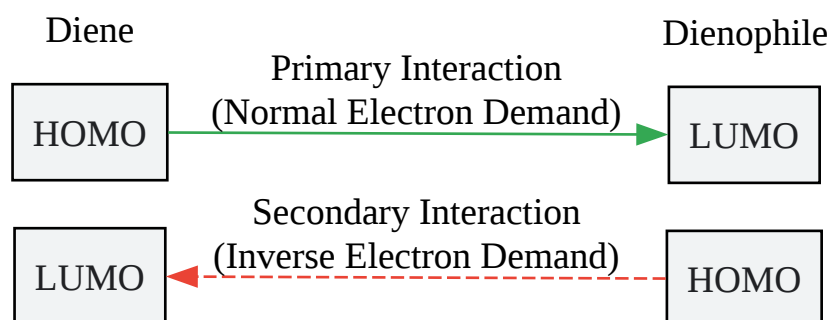 Diene
Dienophile
Primary Interaction
(Normal Electron Demand)
HOMO
LUMO
Secondary Interaction
(Inverse Electron Demand)
LUMO
HOMO